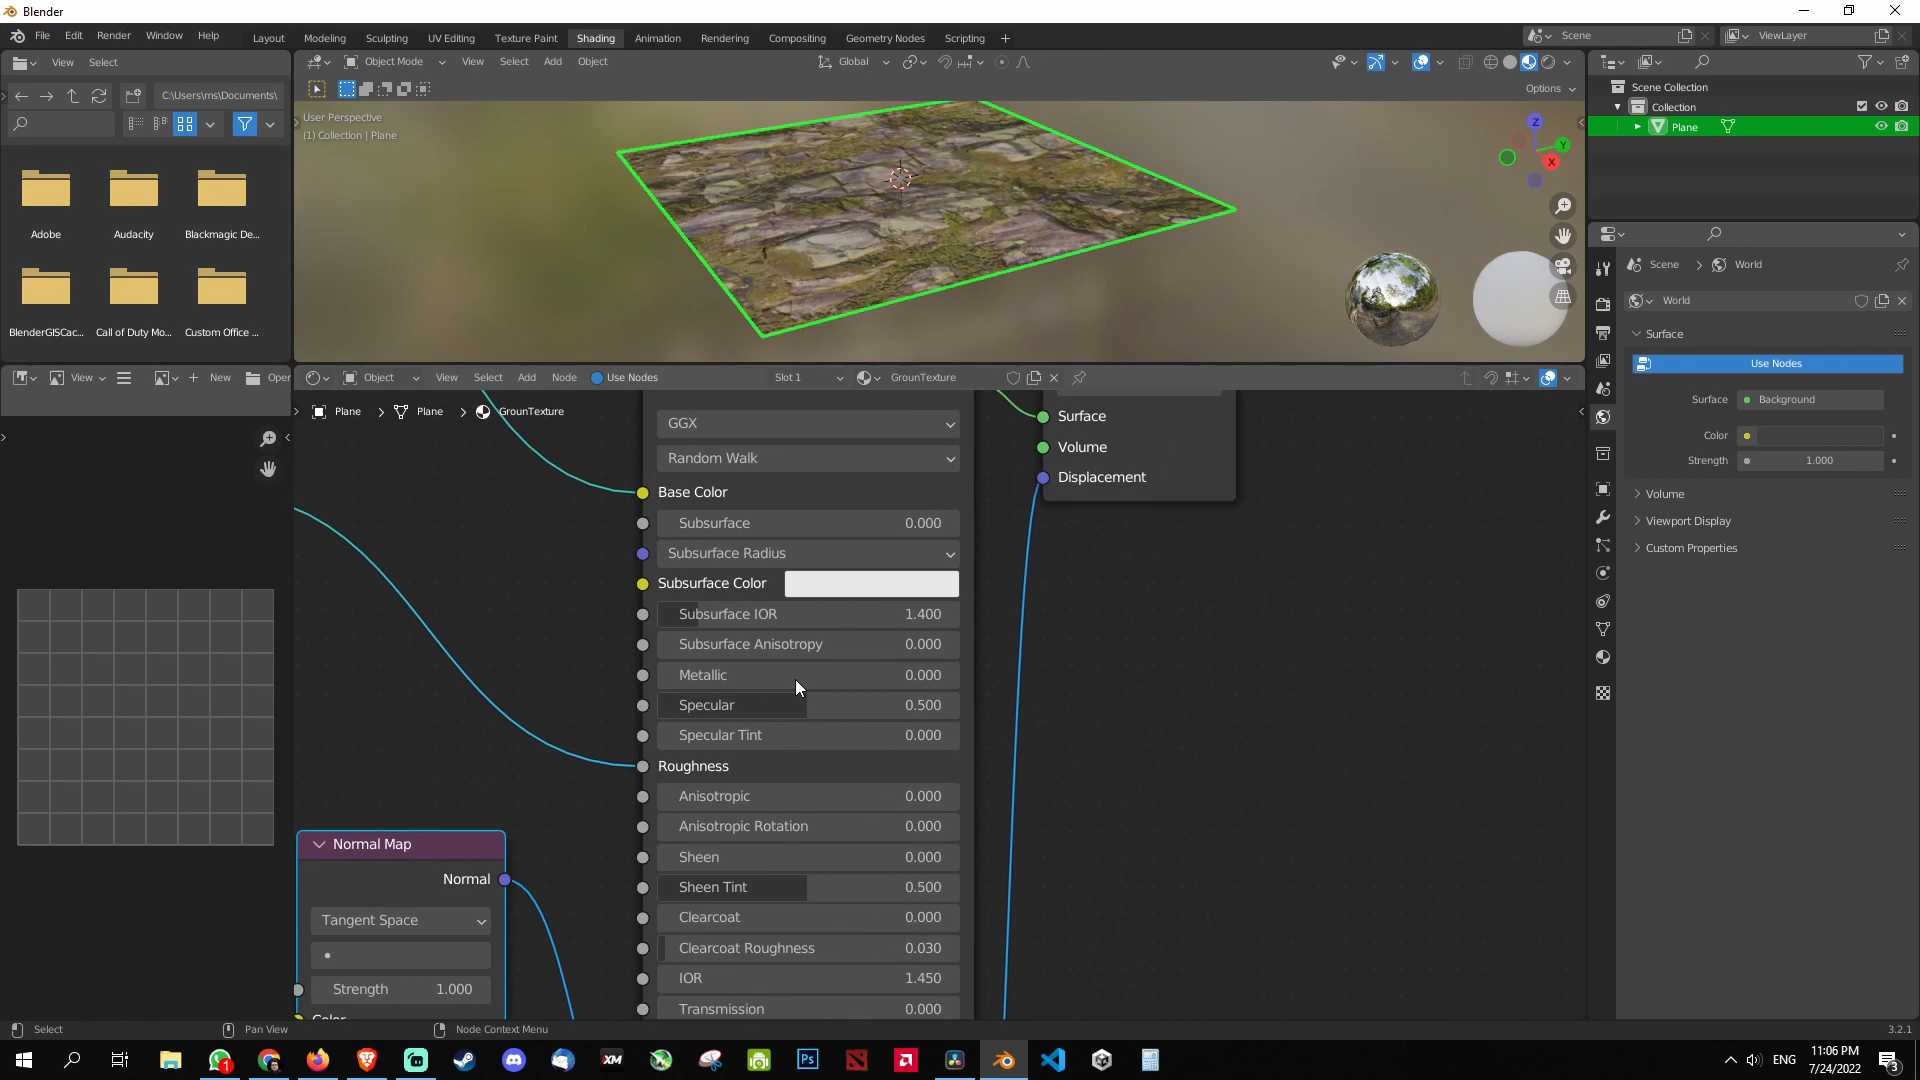 Blender
File Edit Render Window Help
Layout Modeling Sculpting UV Editing Texture Paint Shading Animation Rendering Compositing Geometry Nodes Scripting +
Scene
ViewLayer
View Select
Object Mode View Select Add Object
Global
C:\Users\ms\Documents\
Options
User Perspective
(1) Collection | Plane
Z
Y
X
Adobe
Audacity
Blackmagic De...
BlenderGISCac...
Call of Duty Mo...
Custom Office ...
Scene Collection
Collection
Plane
Scene > World
World
Surface
Use Nodes
Surface Background
Color
Strength 1.000
Volume
Viewport Display
Custom Properties
View New Oper
Object View Select Add Node Use Nodes Slot 1 GrounTexture
Plane > Plane > GrounTexture
GGX
Random Walk
Base Color
Subsurface 0.000
Subsurface Radius
Subsurface Color
Subsurface IOR 1.400
Subsurface Anisotropy 0.000
Metallic 0.000
Specular 0.500
Specular Tint 0.000
Roughness
Anisotropic 0.000
Anisotropic Rotation 0.000
Sheen 0.000
Sheen Tint 0.500
Clearcoat 0.000
Clearcoat Roughness 0.030
IOR 1.450
Transmission 0.000
Surface
Volume
Displacement
Normal Map
Normal
Tangent Space
Strength 1.000
Color
Select Pan View Node Context Menu 3.2.1
1
XM
Ps
ENG
11:06 PM
7/24/2022
3